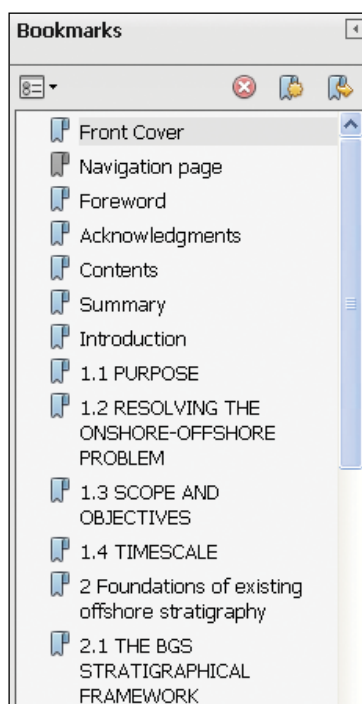 Bookmarks
Front Cover
Navigation page
Foreword
Acknowledgments
Contents
Summary
Introduction
1.1 PURPOSE
1.2 RESOLVING THE
ONSHORE-OFFSHORE
PROBLEM
1.3 SCOPE AND
OBJECTIVES
1.4 TIMESCALE
2 Foundations of existing
offshore stratigraphy
2.1 THE BGS
STRATIGRAPHICAL
FRAMEWORK